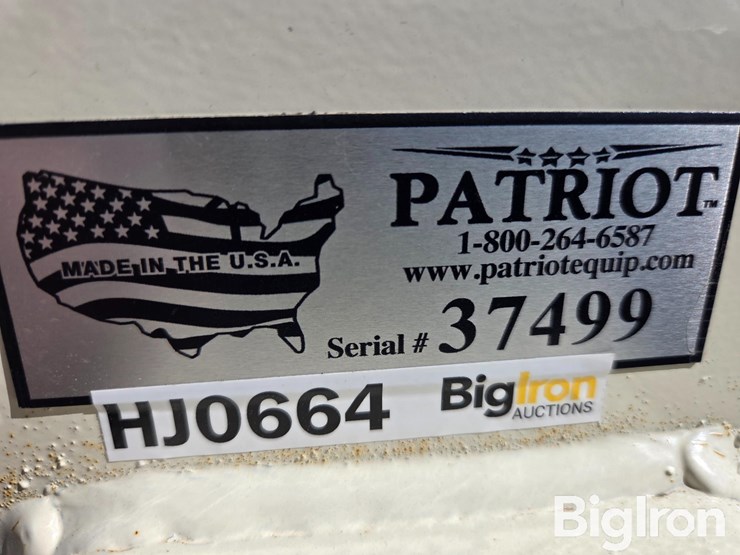 MADE IN THE U.S.A.
PATRIOT™
1-800-264-6587
www.patriotequip.com
Serial # 37499
HJ0664 BigIron
AUCTIONS
BigIron